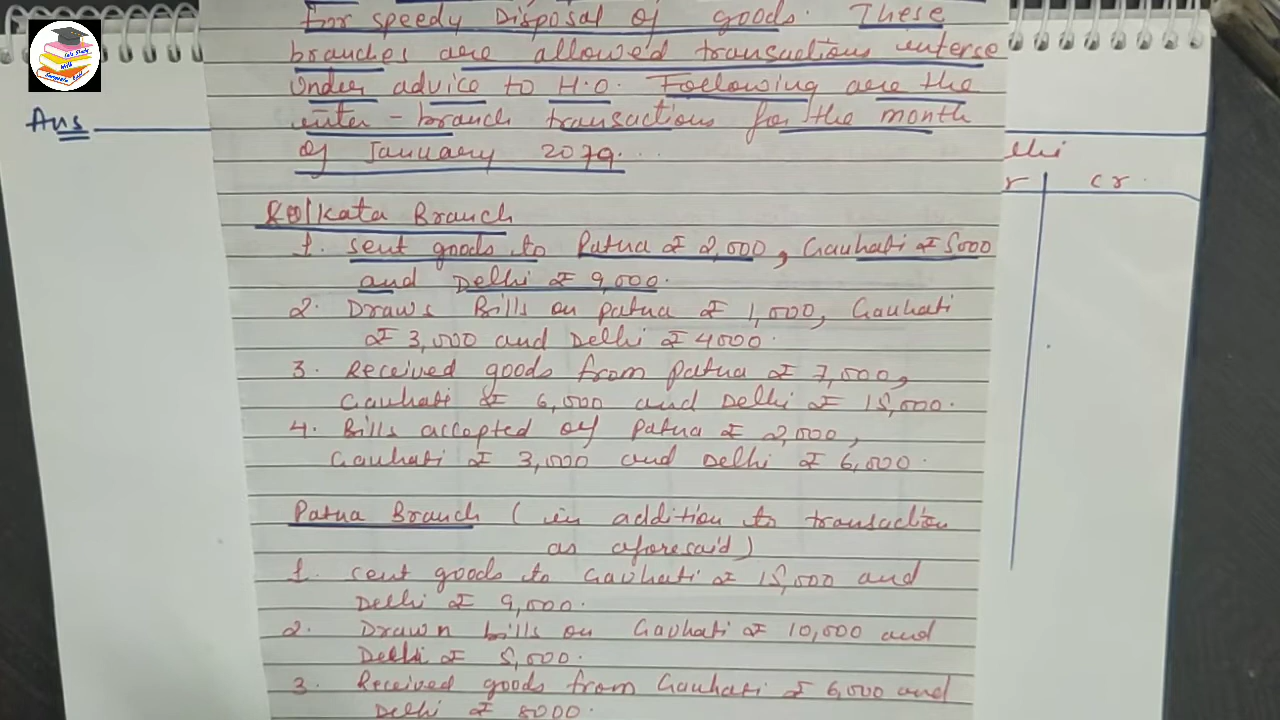 for speedy Disposal of goods. These
branches are allowed transactions interse
under advice to H.O. Following are the
inter-branch transactions for the month
of January 2079...
Ans
elhi
r cr.
Kolkata Branch
1. sent goods to Patna ₹ 2,000, Gauhati ₹ 5000
and Delhi ₹ 9,000.
2. Draws Bills on patna ₹ 1,000, Gauhati
₹ 3,000 and Delhi ₹ 4000.
3. Received goods from patna ₹ 7,000,
Gauhati ₹ 6,000 and Delhi ₹ 15,000.
4. Bills accepted of patna ₹ 2,000,
Gauhati ₹ 3,000 and Delhi ₹ 6,000.
Patna Branch (in addition to transaction
as aforesaid)
1. sent goods to Gauhati ₹ 15,000 and
Delhi ₹ 9,000.
2. Drawn bills on Gauhati ₹ 10,000 and
Delhi ₹ 5,000.
3. Received goods from Gauhati ₹ 6,000 and
Delhi ₹ 8000.